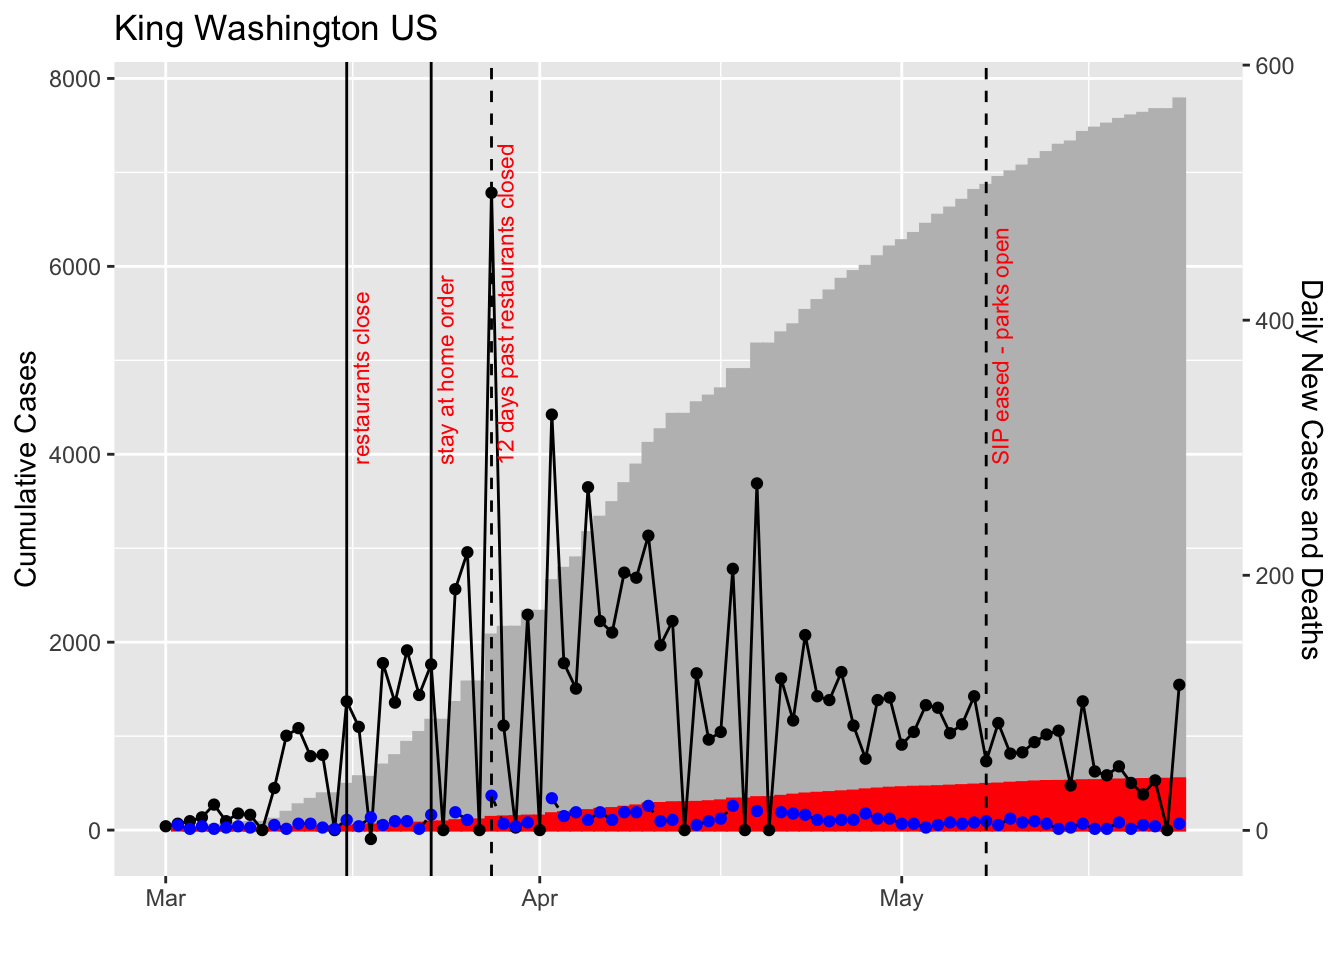 King Washington US
8000
6000
4000
2000
0
Cumulative Cases
restaurants close
stay at home order
12 days past restaurants closed
SIP eased - parks open
600
400
200
0
Daily New Cases and Deaths
Mar
Apr
May